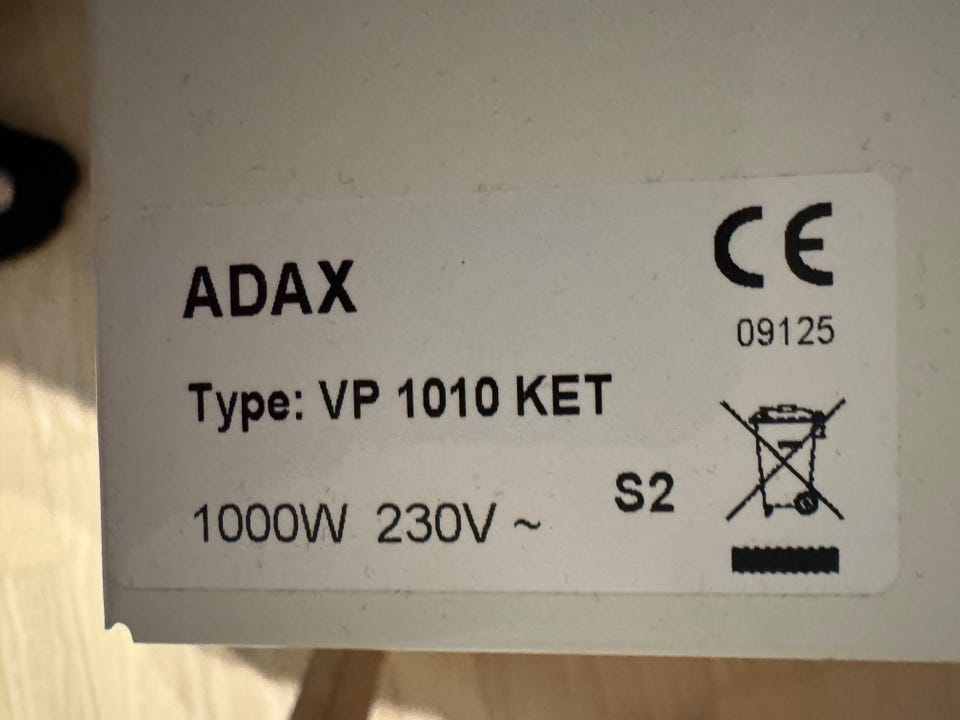 ADAX
CE
09125
Type: VP 1010 KET
S2
1000W 230V ~